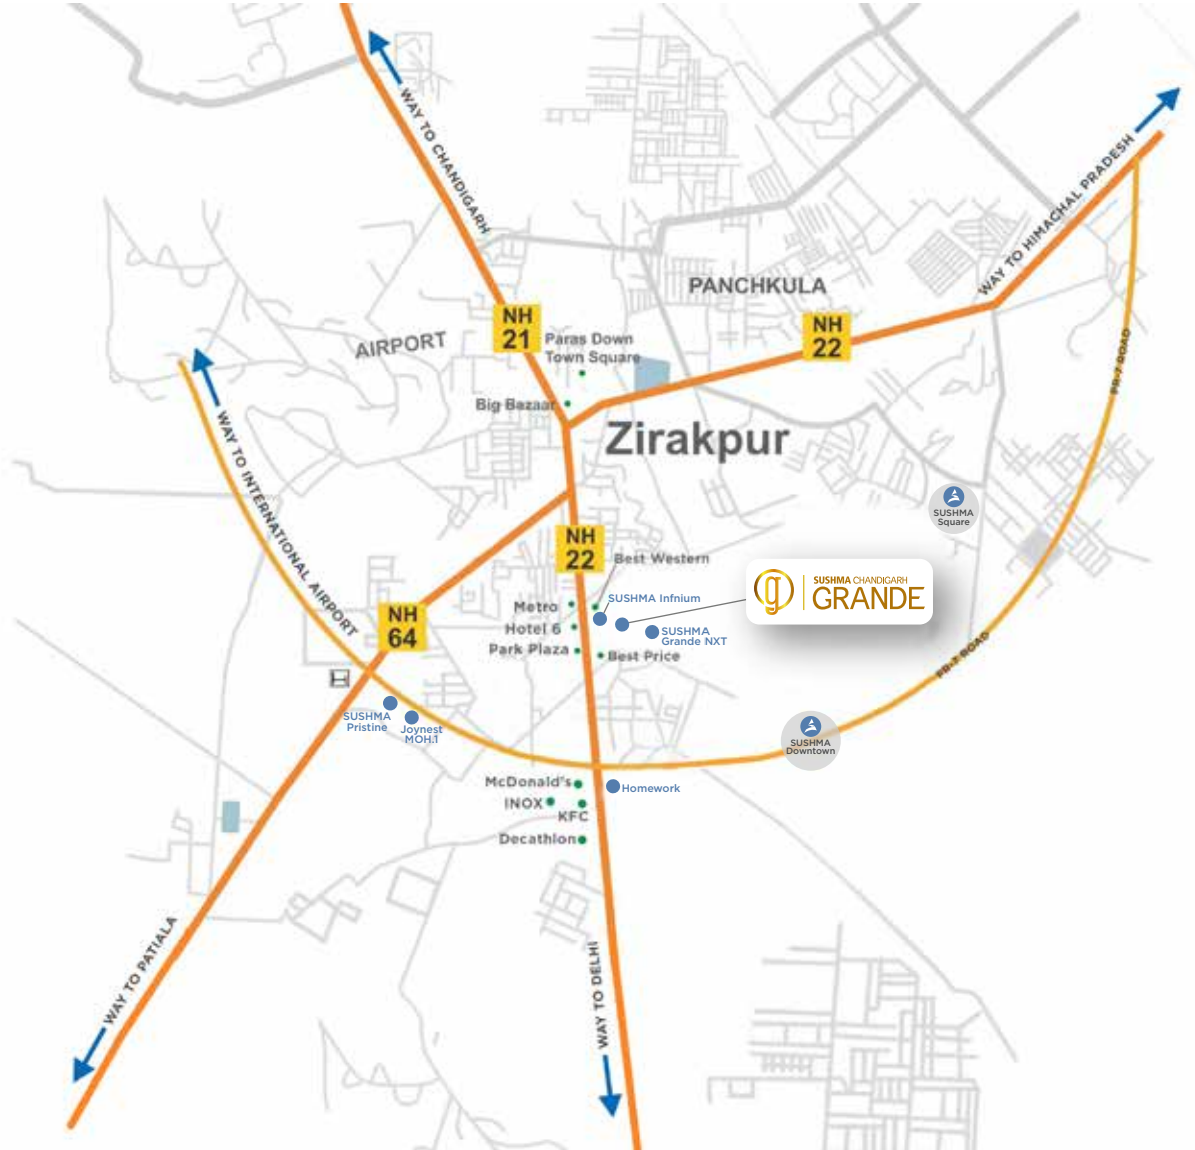 WAY TO CHANDIGARH
WAY TO HIMACHAL PRADESH
PANCHKULA
NH
21
NH
22
AIRPORT
Paras Down
Town Square
PR-7 ROAD
Big Bazaar
Zirakpur
WAY TO INTERNATIONAL AIRPORT
SUSHMA
Square
NH
22
Best Western
SUSHMA CHANDIGARH
GRANDE
g
SUSHMA Infnium
Metro
NH
64
Hotel 6
SUSHMA
Grande NXT
Park Plaza
Best Price
PR-7 ROAD
SUSHMA
Pristine
Joynest
MOH.1
SUSHMA
Downtown
McDonald's
Homework
INOX
KFC
Decathlon
WAY TO PATIALA
WAY TO DELHI